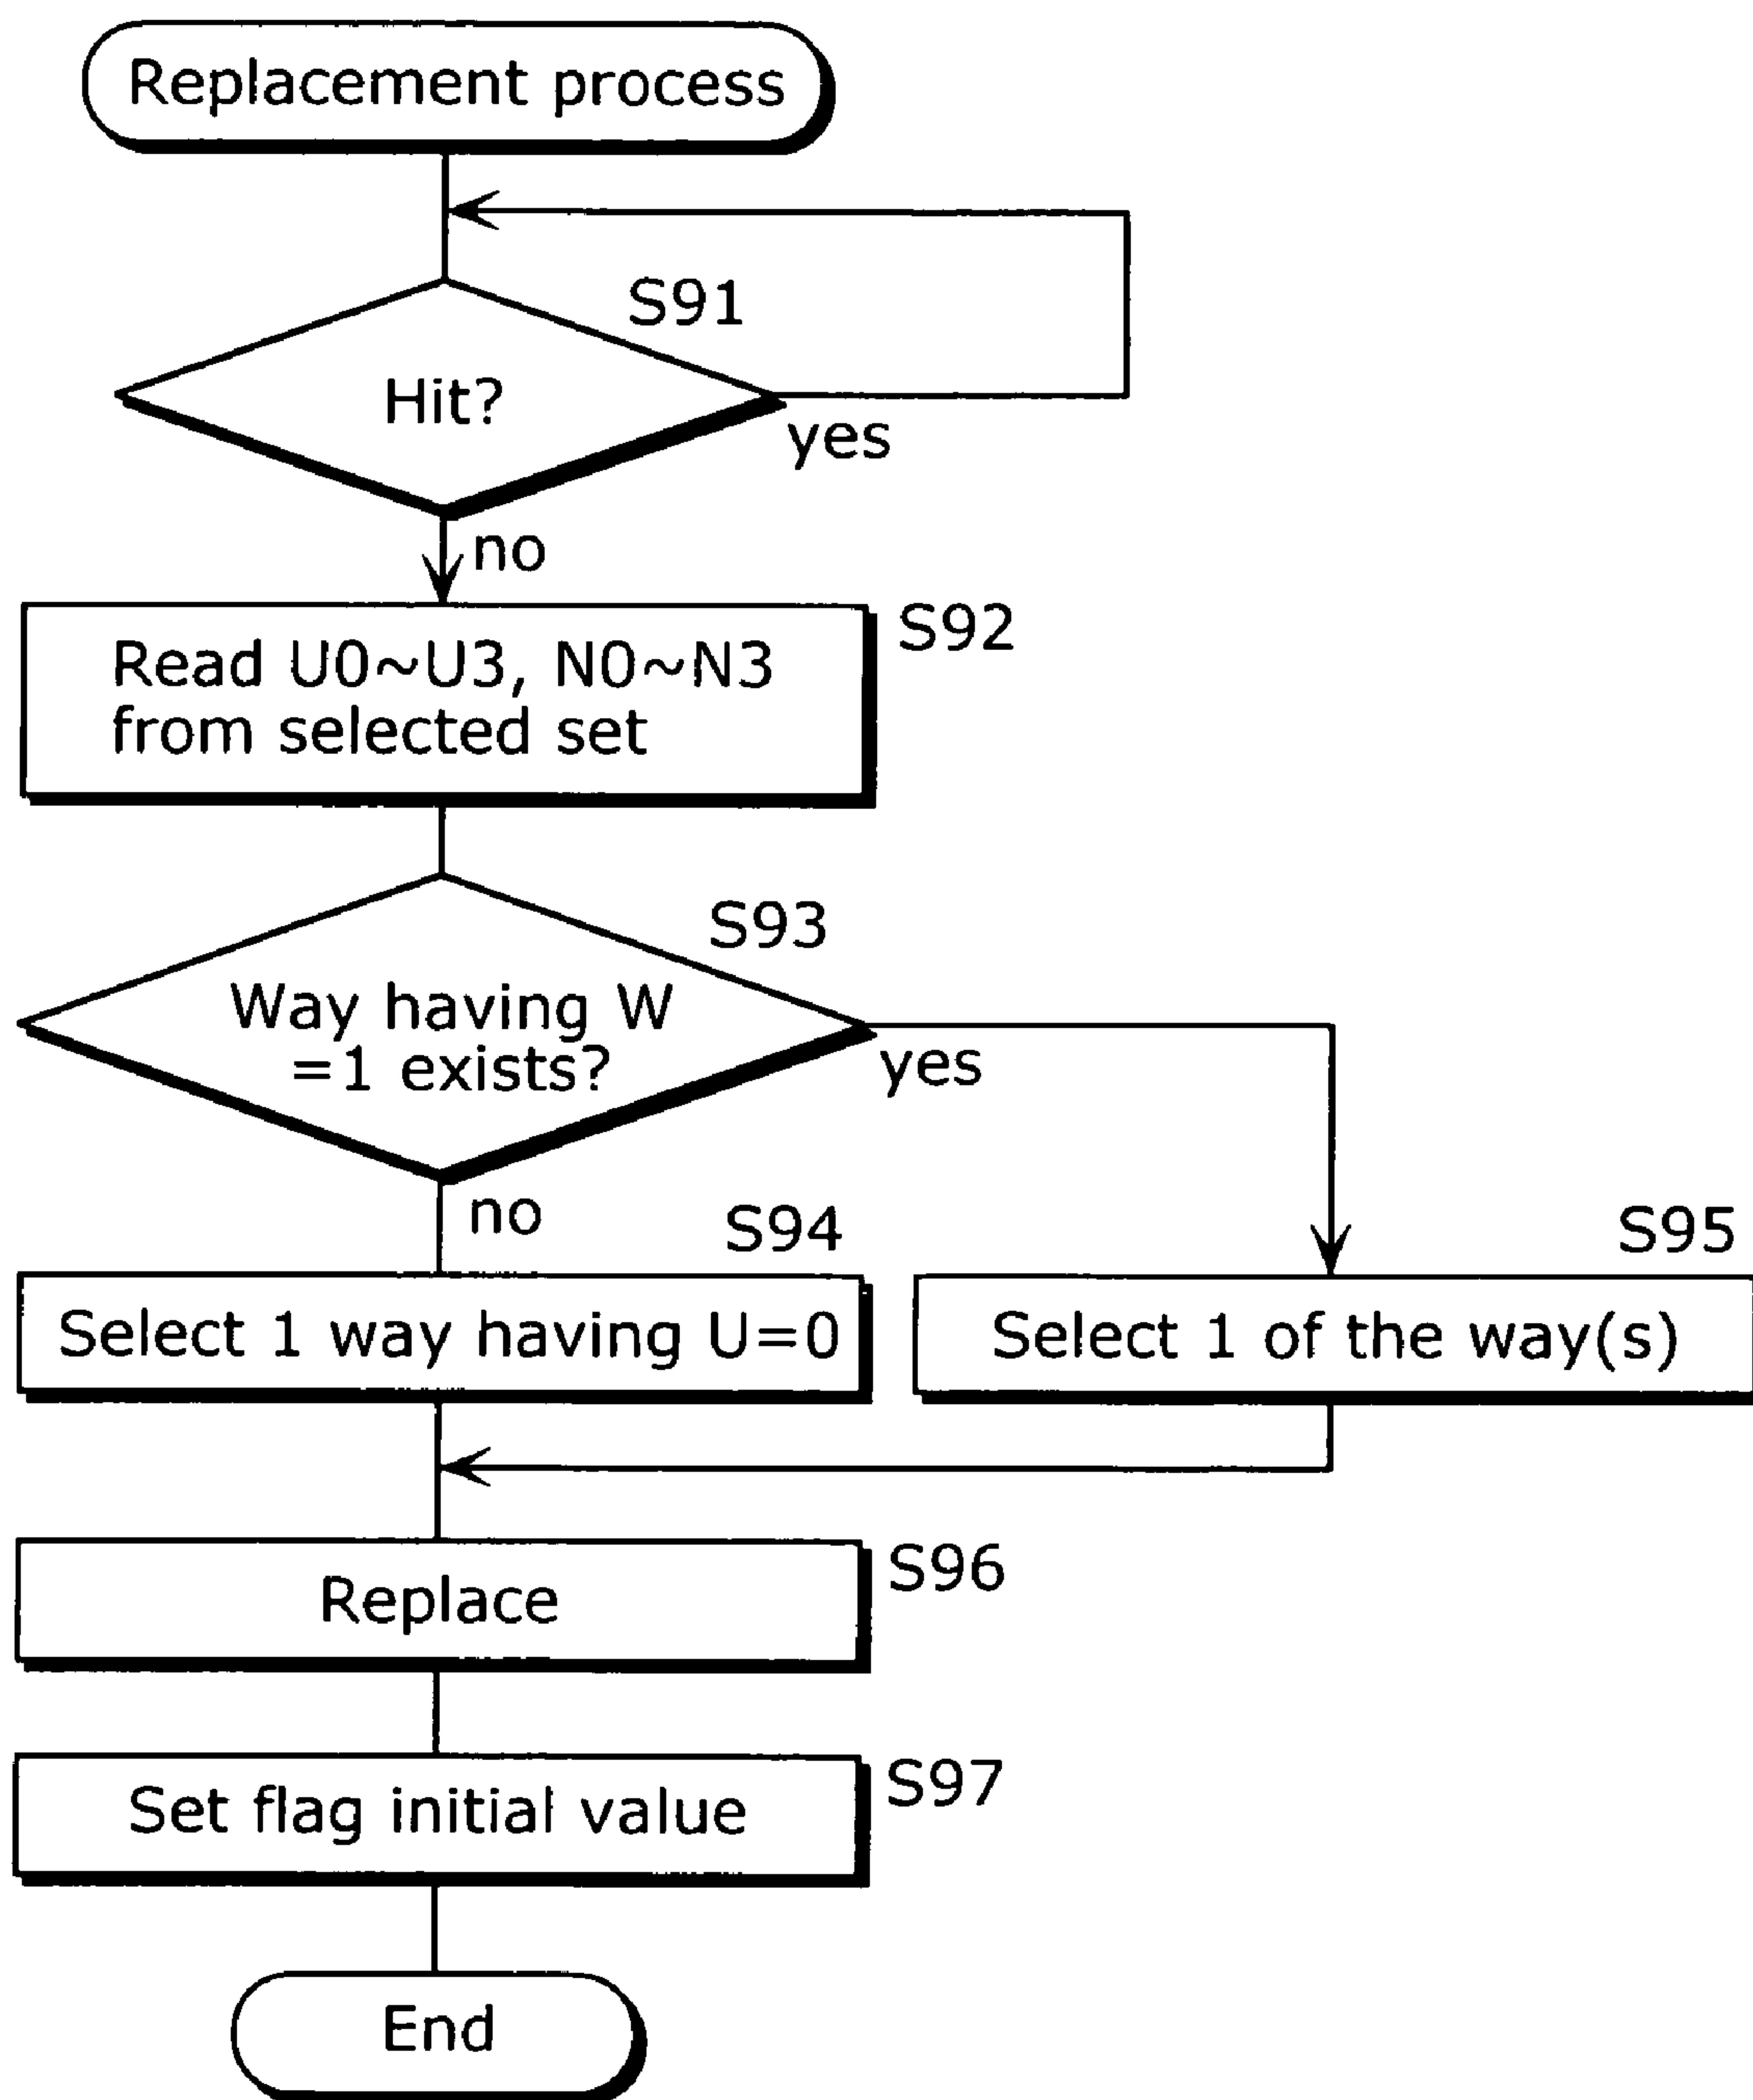 Replacement process
S91
Hit?
yes
no
S92
Read U0~U3, N0~N3
from selected set
S93
Way having W
=1 exists?
yes
no
S94
S95
Select 1 way having U=0
Select 1 of the way(s)
S96
Replace
S97
Set flag initial value
End